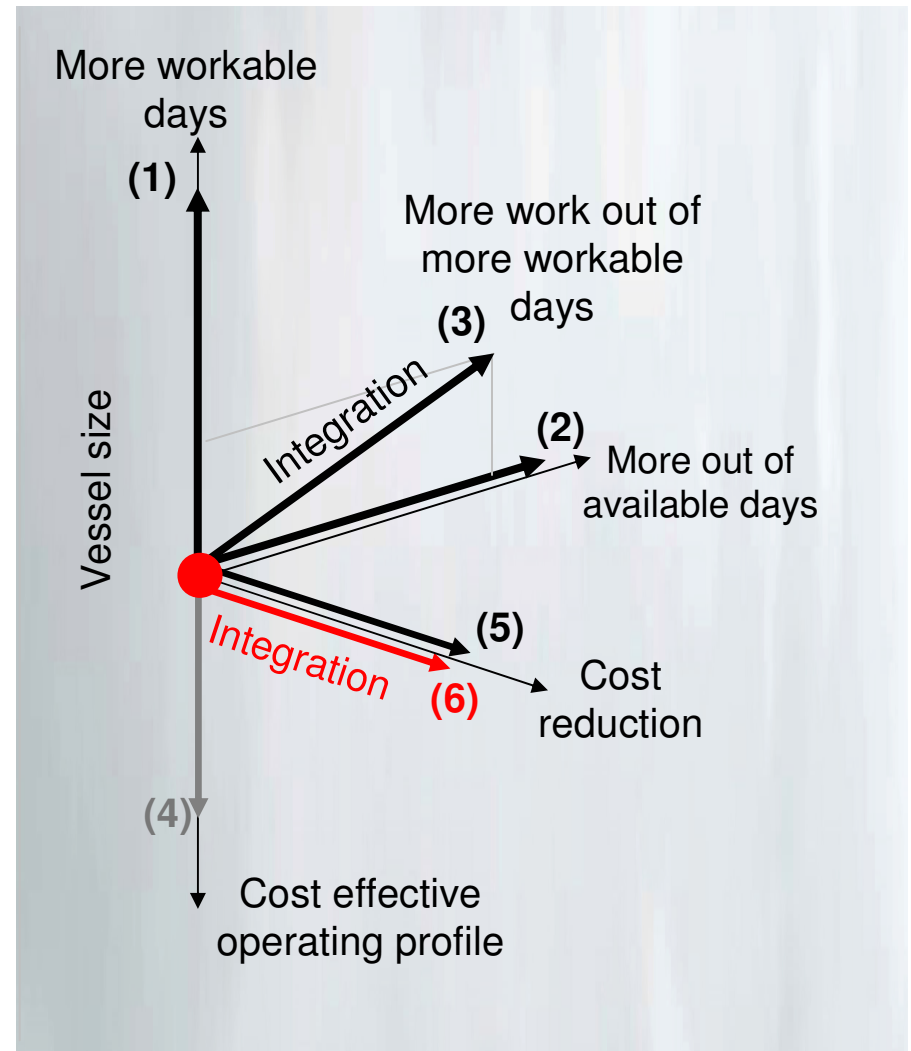 More workable
days
(1)
More work out of
more workable
days
(3)
Integration
Vessel size
(2)
More out of
available days
(5)
Integration
(6)
Cost
reduction
(4)
Cost effective
operating profile